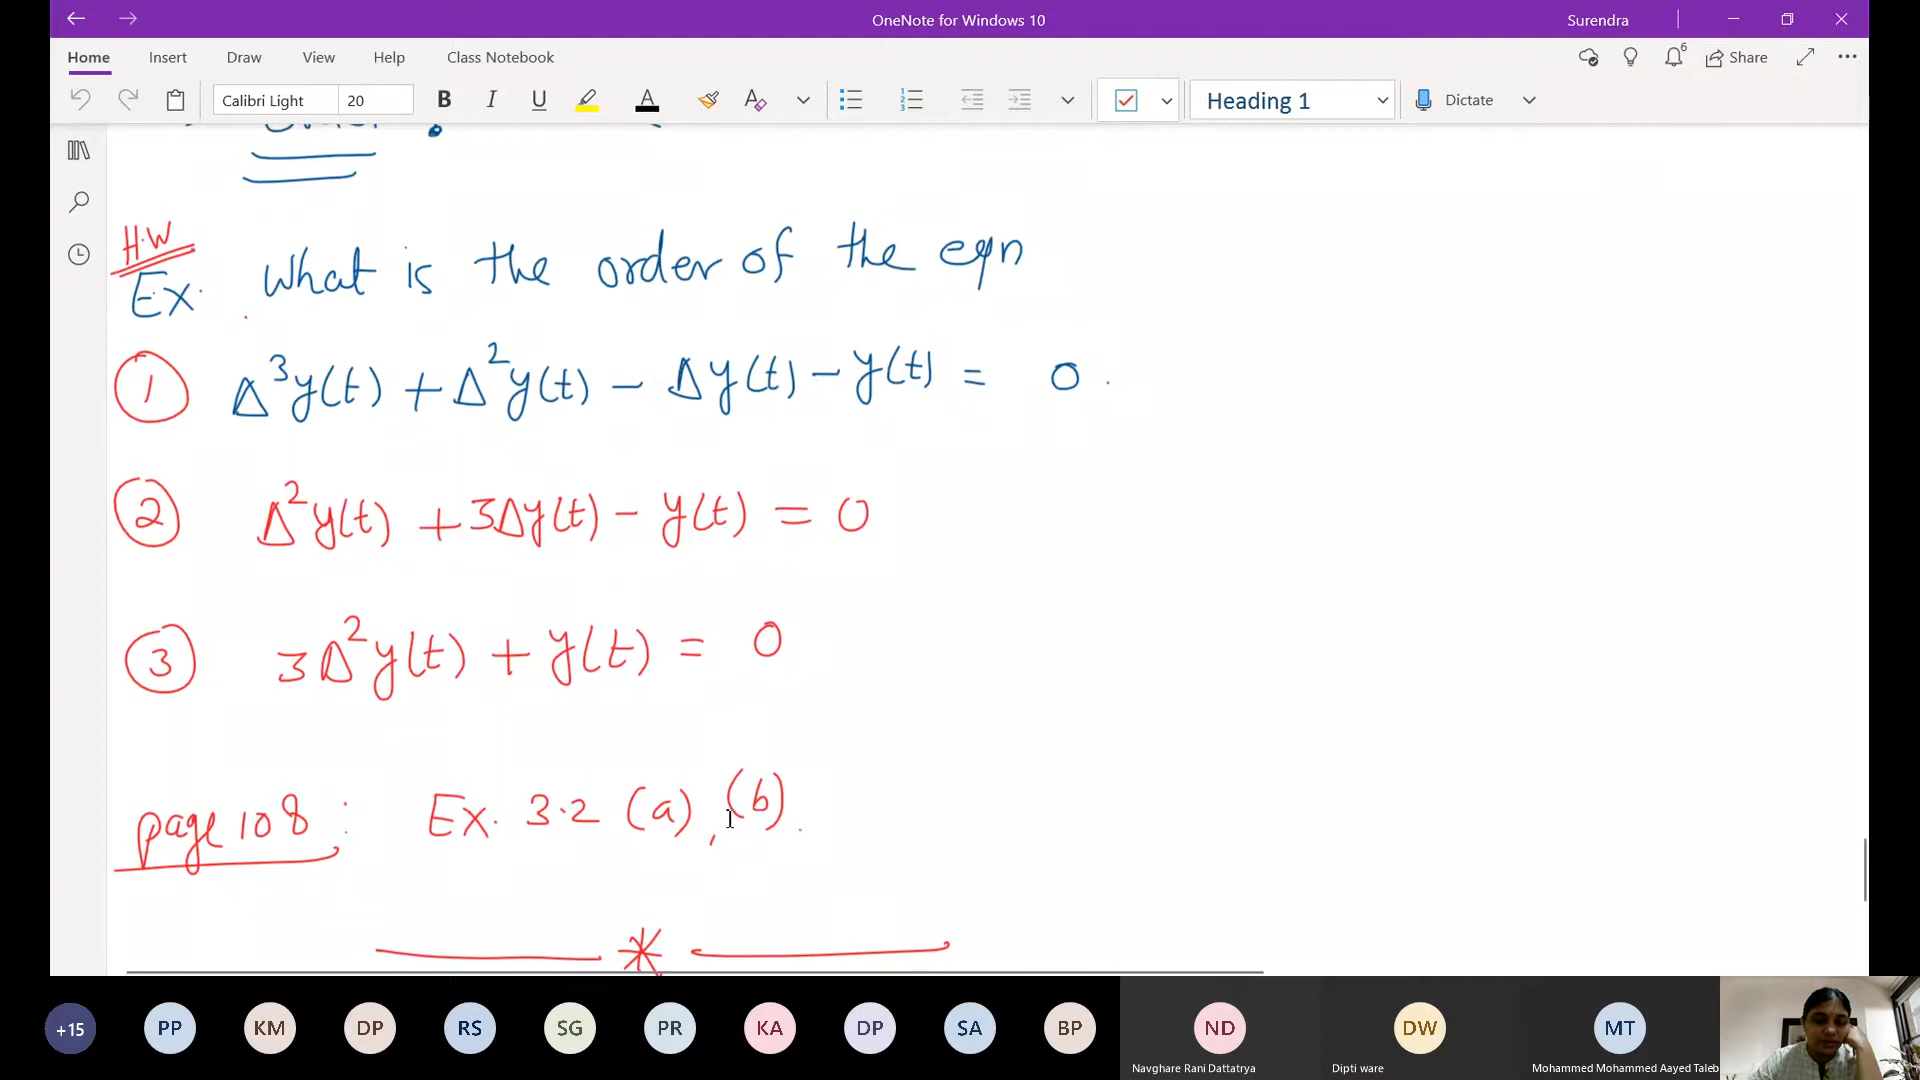 OneNote for Windows 10
Surendra
Home Insert Draw View Help Class Notebook
6
Share
Calibri Light 20 B I U A Heading 1 Dictate
H.W
Ex. What is the order of the eqn
① Δ³y(t) + Δ²y(t) - Δy(t) - y(t) = 0.
② Δ²y(t) + 3Δy(t) - y(t) = 0
③ 3Δ²y(t) + y(t) = 0
page 108 : Ex. 3.2 (a), (b).
+15 PP KM DP RS SG PR KA DP SA BP ND DW MT
Navghare Rani Dattatrya Dipti ware Mohammed Mohammed Aayed Taleb